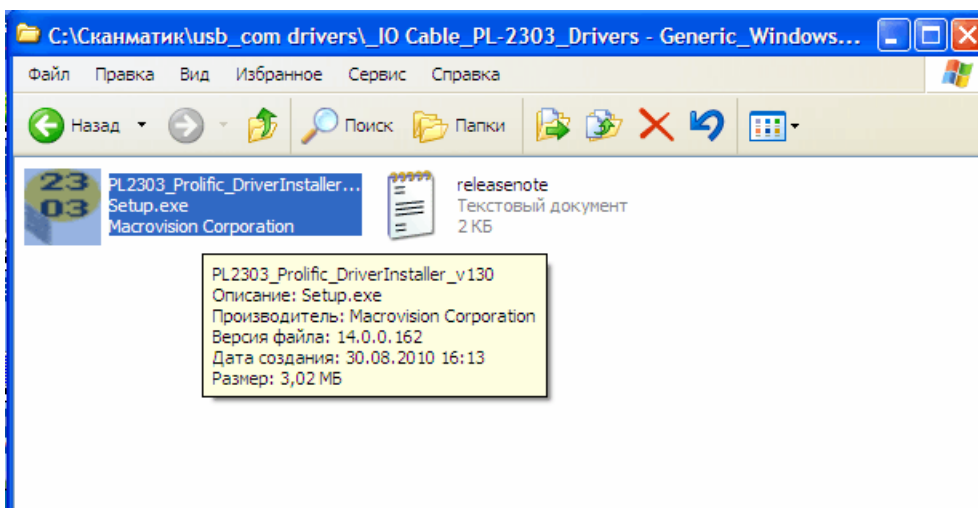 C:\Сканматик\usb_com drivers\_IO Cable_PL-2303_Drivers - Generic_Windows...
Файл Правка Вид Избранное Сервис Справка
Назад Поиск Папки
PL2303_Prolific_DriverInstaller...
Setup.exe
Macrovision Corporation
releasenote
Текстовый документ
2 КБ
PL2303_Prolific_DriverInstaller_v130
Описание: Setup.exe
Производитель: Macrovision Corporation
Версия файла: 14.0.0.162
Дата создания: 30.08.2010 16:13
Размер: 3,02 МБ
23
03